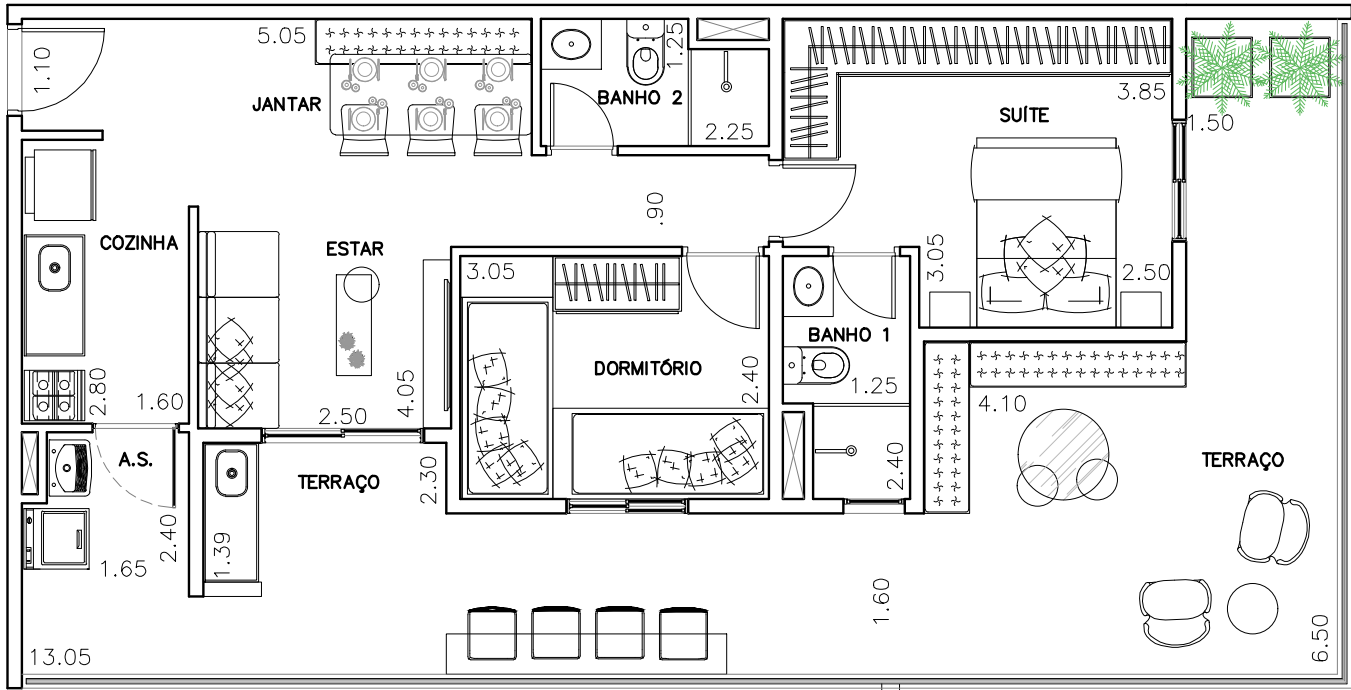 5.05
1.10
JANTAR
1.25
BANHO 2
2.25
SUÍTE
3.85
1.50
COZINHA
ESTAR
.90
3.05
3.05
2.50
DORMITÓRIO
BANHO 1
2.80
1.60
2.50
4.05
2.40
1.25
4.10
A.S.
TERRAÇO
2.30
2.40
TERRAÇO
2.40
1.65
1.39
1.60
13.05
6.50